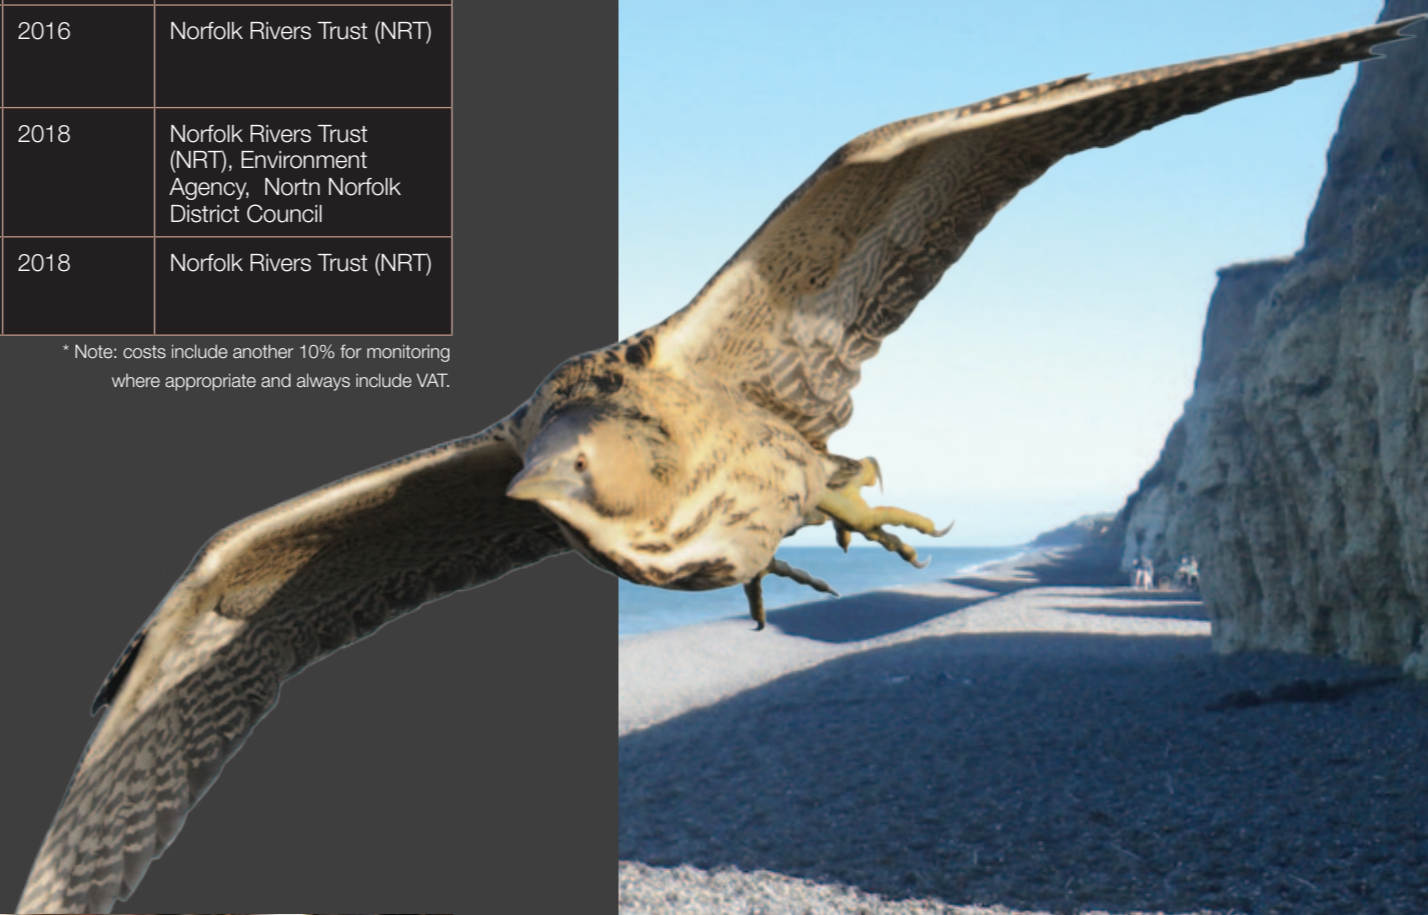 2016
Norfolk Rivers Trust (NRT)
2018
Norfolk Rivers Trust
(NRT), Environment
Agency, Nortn Norfolk
District Council
2018
Norfolk Rivers Trust (NRT)
* Note: costs include another 10% for monitoring
where appropriate and always include VAT.